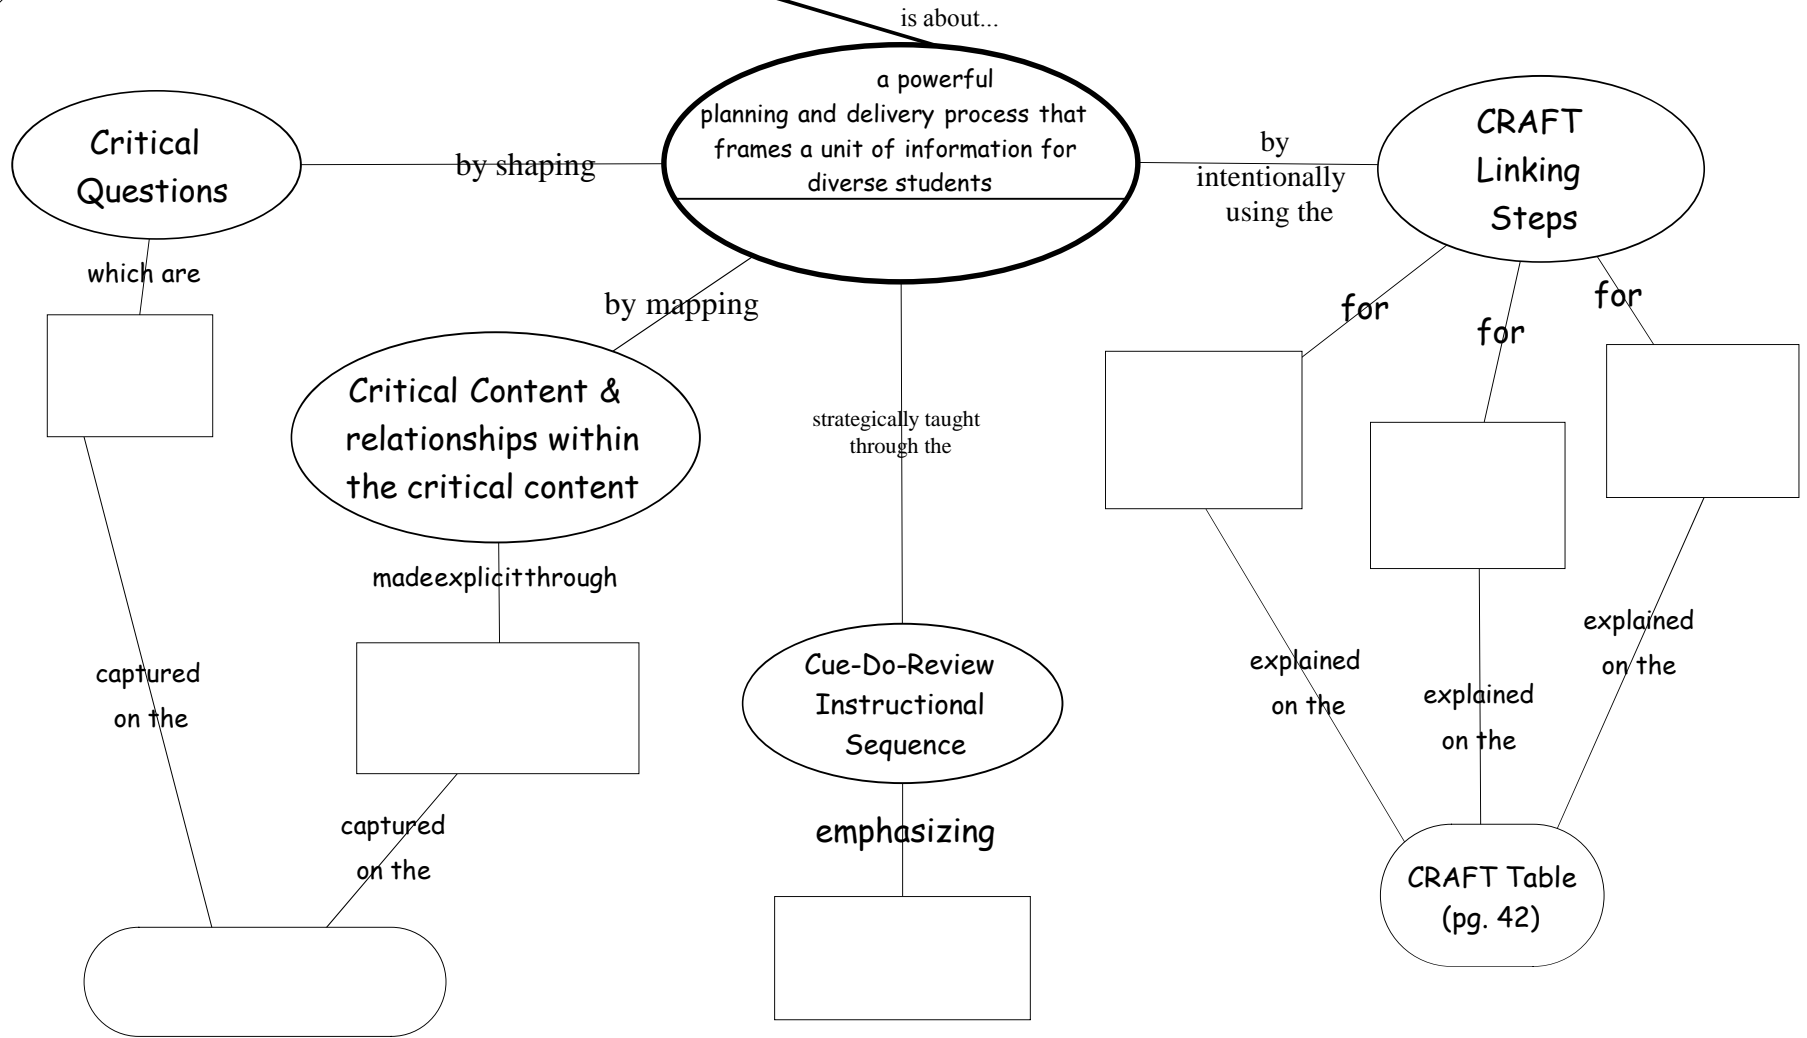 is about...
a powerful
planning and delivery process that
frames a unit of information for
diverse students
Critical
Questions
by shaping
by
intentionally
using the
CRAFT
Linking
Steps
which are
by mapping
for
for
for
Critical Content &
relationships within
the critical content
strategically taught
through the
madeexplicitthrough
captured
on the
Cue-Do-Review
Instructional
Sequence
explained
on the
explained
on the
explained
on the
captured
on the
emphasizing
CRAFT Table
(pg. 42)